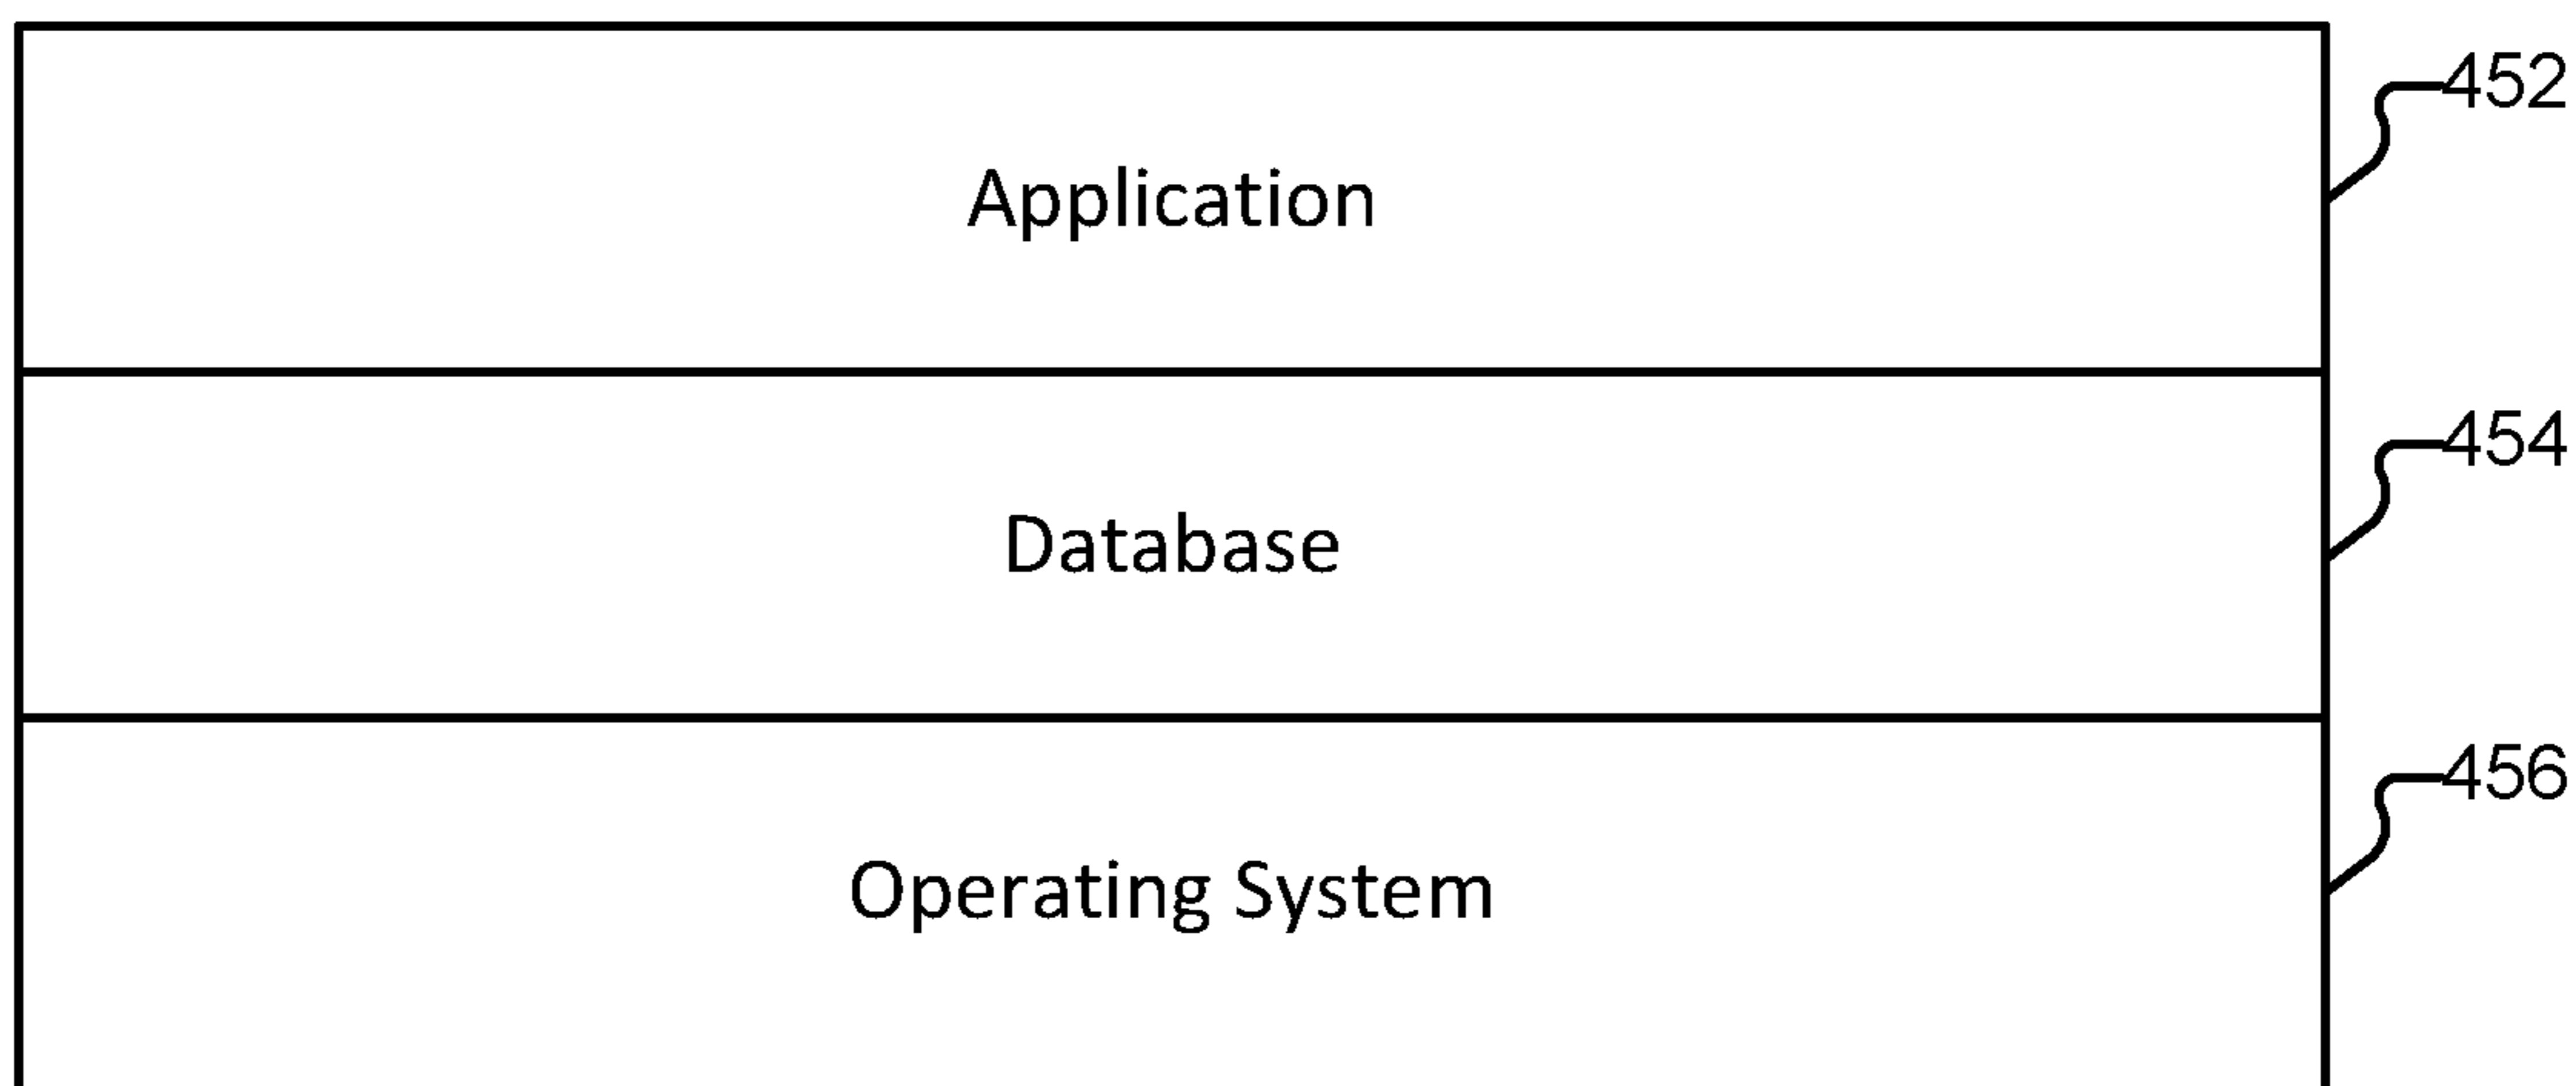 452
Application
454
Database
456
Operating System